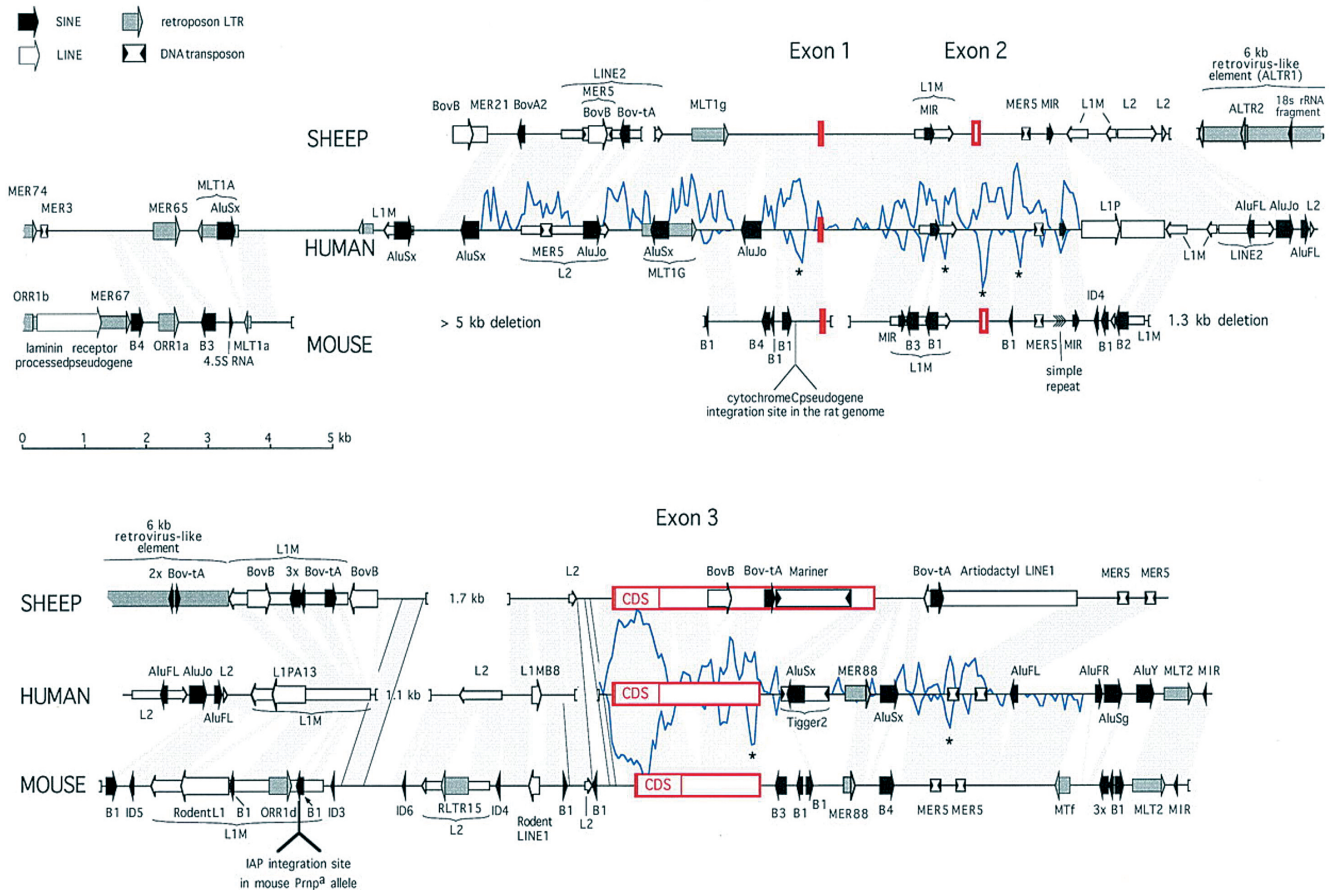 SINE
retroposon LTR
LINE
DNA transposon
Exon 1
Exon 2
6 kb
retrovirus-like
element (ALTR1)
LINE2
MER5
BovB MER21 BovA2
BovB Bov-tA
MLT1g
L1M
MIR
MER5 MIR
L1M
L2
L2
ALTR2
18s rRNA
fragment
SHEEP
MER74
MER3
MER65
MLT1A
AluSx
L1M
L1P
AluFL AluJo L2
HUMAN
AluSx
AluSx
MER5 AluJo
L2
AluSx
MLT1G
AluJo
*
*
*
*
L1M
LINE2
AluFL
ORR1b
MER67
ID4
> 5 kb deletion
1.3 kb deletion
MOUSE
laminin receptor
processedpseudogene
B4
ORR1a
B3
4.5S RNA
MLT1a
B1
B4
B1
B1
MIR
B3 B1
L1M
B1
MER5 MIR
B1
B2
L1M
simple
repeat
cytochromeCpseudogene
integration site in the rat genome
0 1 2 3 4 5 kb
Exon 3
6 kb
retrovirus-like
element
L1M
2x Bov-tA
BovB 3x Bov-tA BovB
L2
BovB Bov-tA Mariner
Bov-tA Artiodactyl LINE1
MER5 MER5
SHEEP
1.7 kb
CDS
AluFL AluJo L2
L1PA13
L2
L1MB8
AluSx
MER88
AluFL
AluFR
AluY MLT2 MIR
HUMAN
1.1 kb
CDS
L2
AluFL
L1M
Tigger2
AluSx
AluSg
*
*
MOUSE
CDS
B1 ID5
RodentL1 B1 ORR1d B1 ID3
L1M
ID6
RLTR15
L2
ID4
Rodent
LINE1
B1
L2
B1
B3 B1 B1
MER88
B4
MER5 MER5
MTf
3x B1
MLT2 MIR
IAP integration site
in mouse Prnpa allele